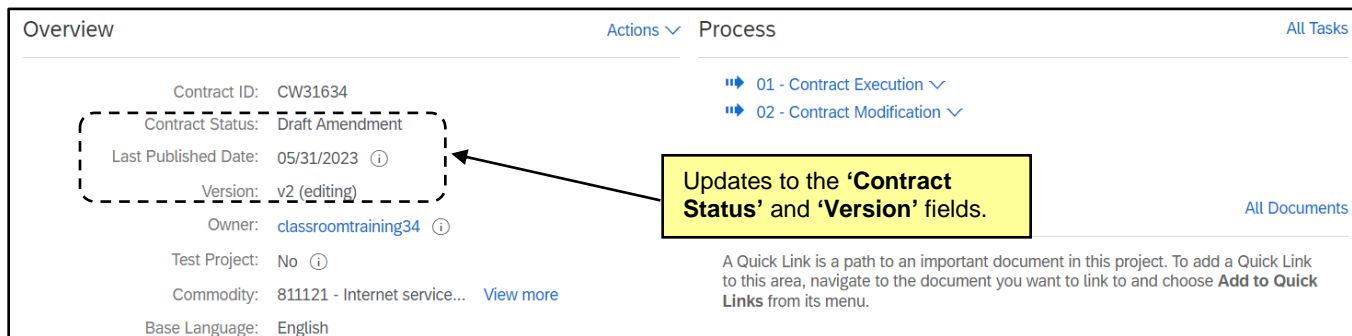 Overview
Actions
Contract ID: CW31634
Contract Status: Draft Amendment
Last Published Date: 05/31/2023
Version: v2 (editing)
Owner: classroomtraining34
Test Project: No
Commodity: 811121 - Internet service... View more
Base Language: English
Process
All Tasks
01 - Contract Execution
02 - Contract Modification
Updates to the ‘Contract
Status’ and ‘Version’ fields.
All Documents
A Quick Link is a path to an important document in this project. To add a Quick Link
to this area, navigate to the document you want to link to and choose Add to Quick
Links from its menu.